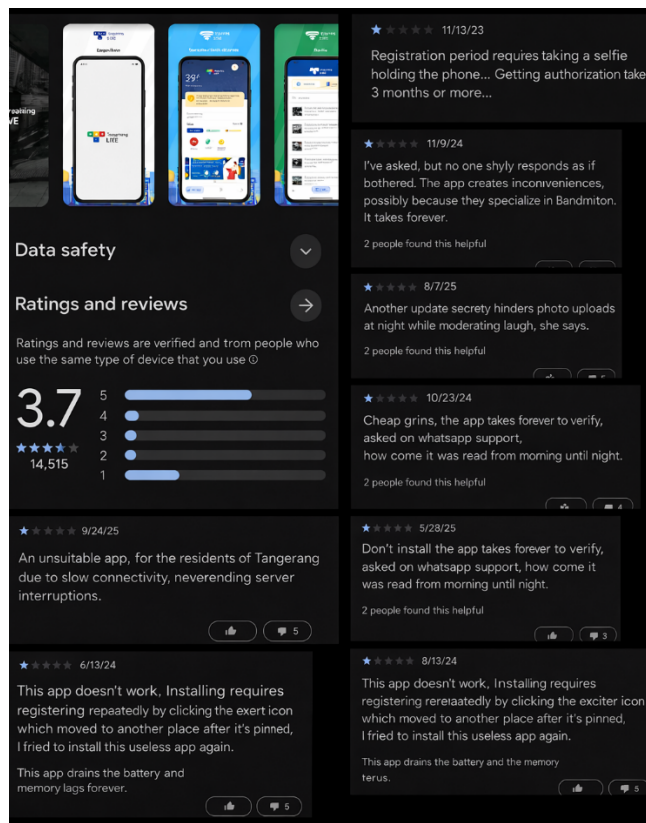 Tangerang
LIVE
39°
Data safety
Ratings and reviews
Ratings and reviews are verified and trom people who
use the same type of device that you use
3.7
14,515
5
4
3
2
1
9/24/25
An unsuitable app, for the residents of Tangerang
due to slow connectivity, neverending server
interruptions.
5
6/13/24
This app doesn't work, Installing requires
registering repaatedly by clicking the exert icon
which moved to another place after it's pinned,
I fried to install this useless app again.
This app drains the battery and
memory lags forever.
5
11/13/23
Registration period requres taking a selfie
holding the phone... Getting authorization take
3 months or more...
11/9/24
I've asked, but no one shyly responds as if
bothered. The app creates inconnveniences,
possibly because they specialize in Bandmiton.
It takes forever.
2 people found this helpful
8/7/25
Another update secrety hinders photo uploads
at night while moderating laugh, she says.
2 people found this helpful
10/23/24
Cheap grins, the app takes forever to verify,
asked on whatsapp support,
how come it was read from morning until night.
2 people found this helpful
4
5/28/25
Don't install the app takes forever to verify,
asked on whatsapp support, how come it
was read from morning until night.
2 people found this helpful
3
8/13/24
This app doesn't work, Installing requires
registering rereıaatedly by clicking the exciter icon
which moved to another place after it's pinned,
I fried to install this useless app again.
This app drains the battery and the memory
terus.
5